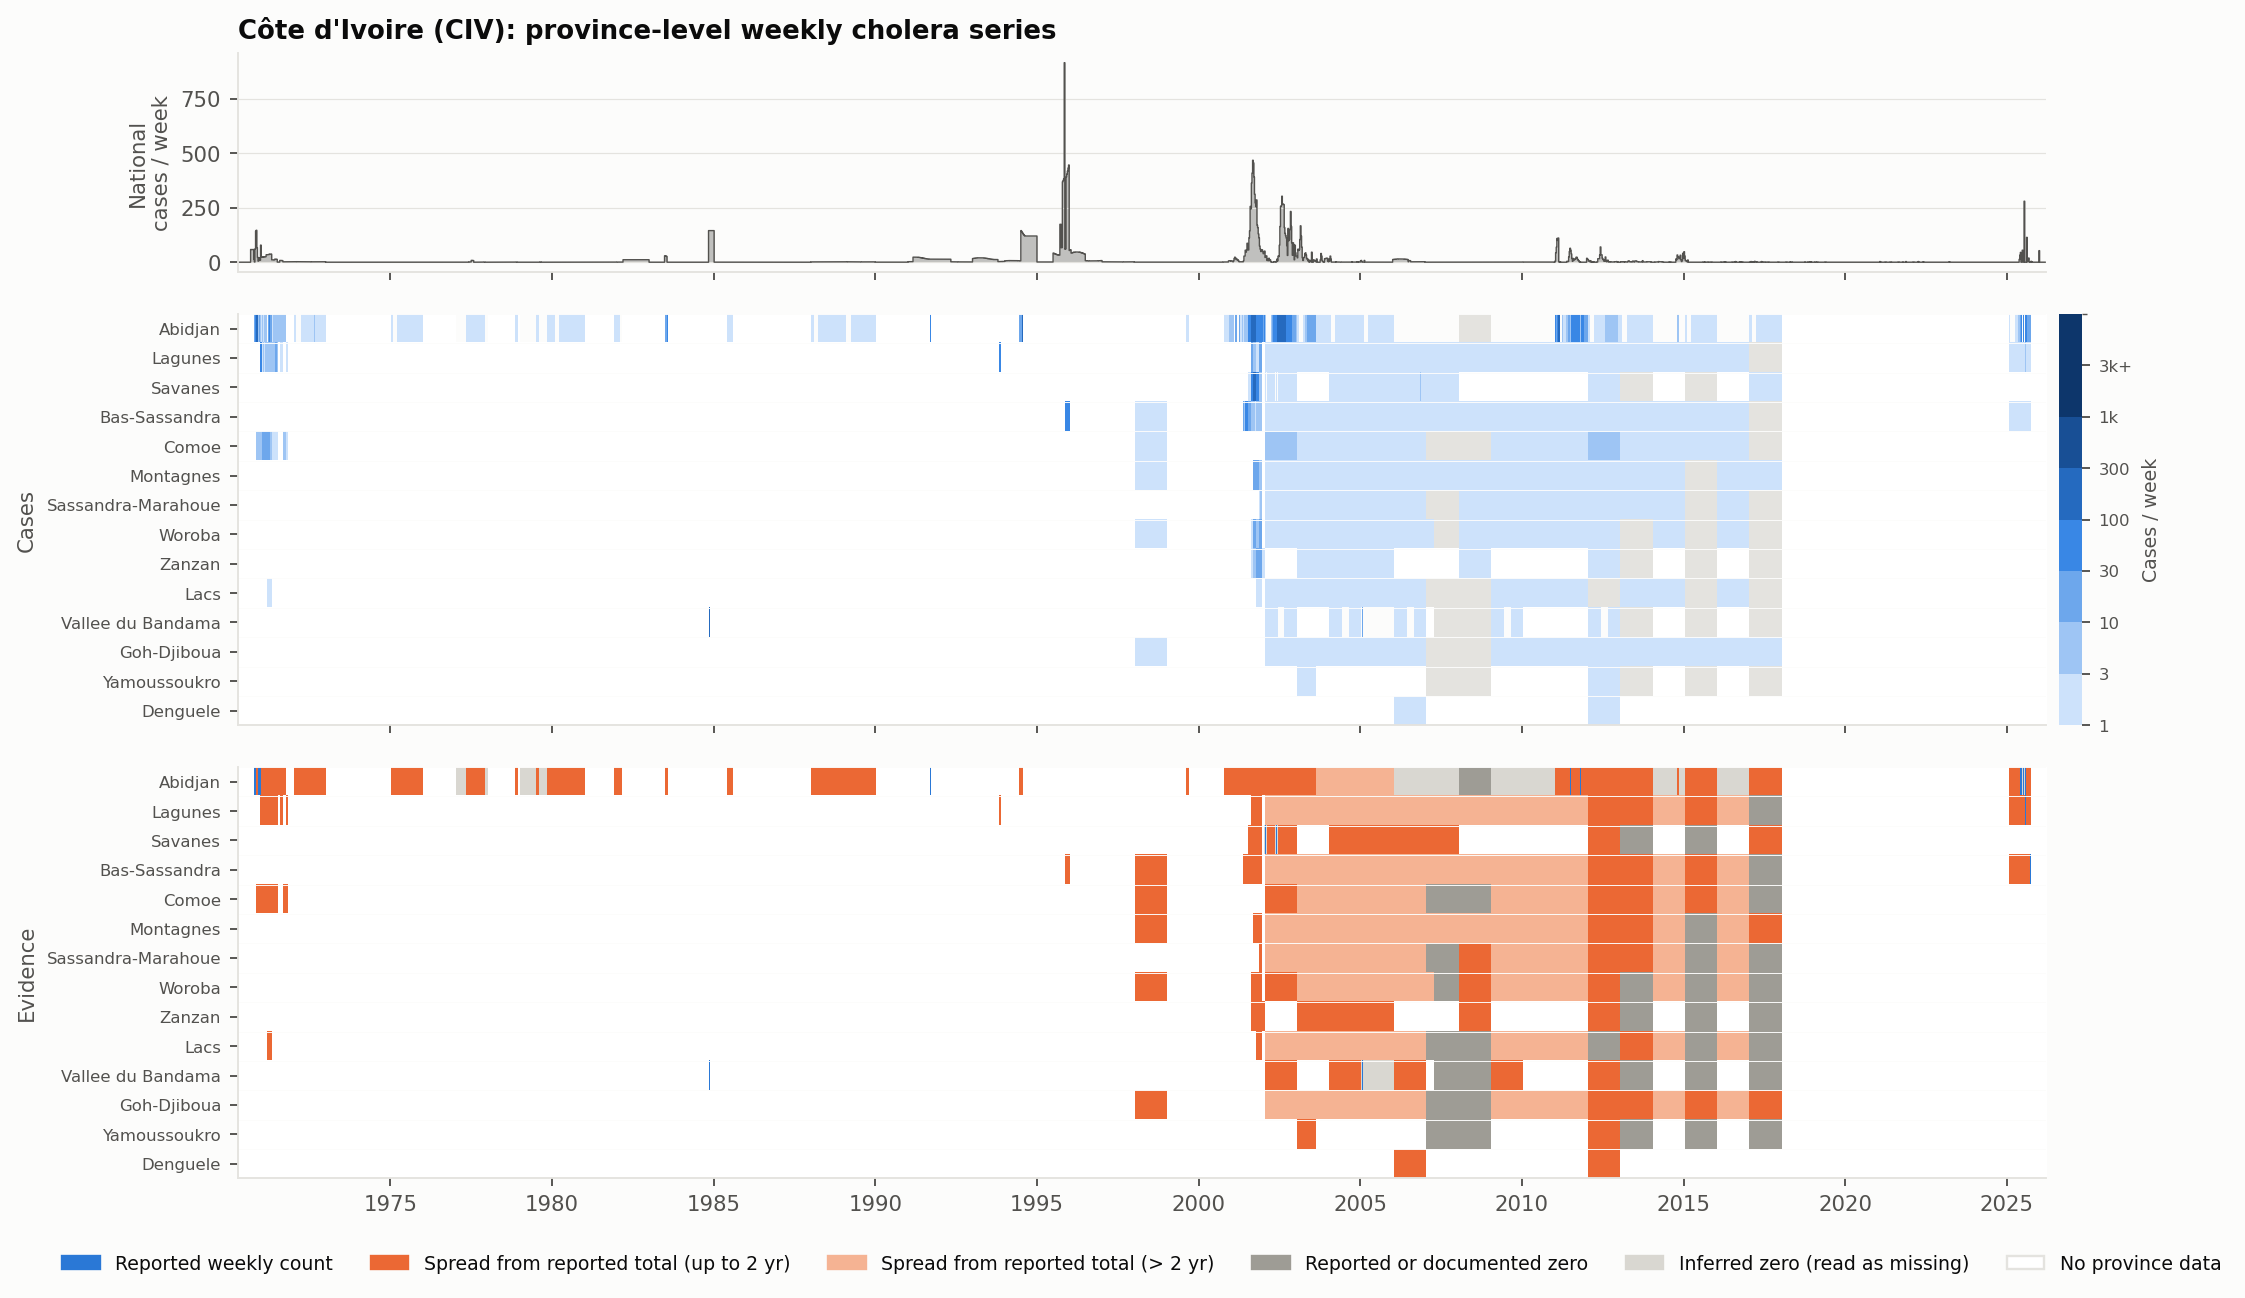 Côte d'Ivoire (CIV): province-level weekly cholera series
National
cases / week
750
500
250
0
Cases
Abidjan
Lagunes
Savanes
Bas-Sassandra
Comoe
Montagnes
Sassandra-Marahoue
Woroba
Zanzan
Lacs
Vallee du Bandama
Goh-Djiboua
Yamoussoukro
Denguele
3k+
1k
300
100
30
10
3
1
Cases / week
Evidence
Abidjan
Lagunes
Savanes
Bas-Sassandra
Comoe
Montagnes
Sassandra-Marahoue
Woroba
Zanzan
Lacs
Vallee du Bandama
Goh-Djiboua
Yamoussoukro
Denguele
1975 1980 1985 1990 1995 2000 2005 2010 2015 2020 2025
Reported weekly count Spread from reported total (up to 2 yr) Spread from reported total (> 2 yr) Reported or documented zero Inferred zero (read as missing) No province data